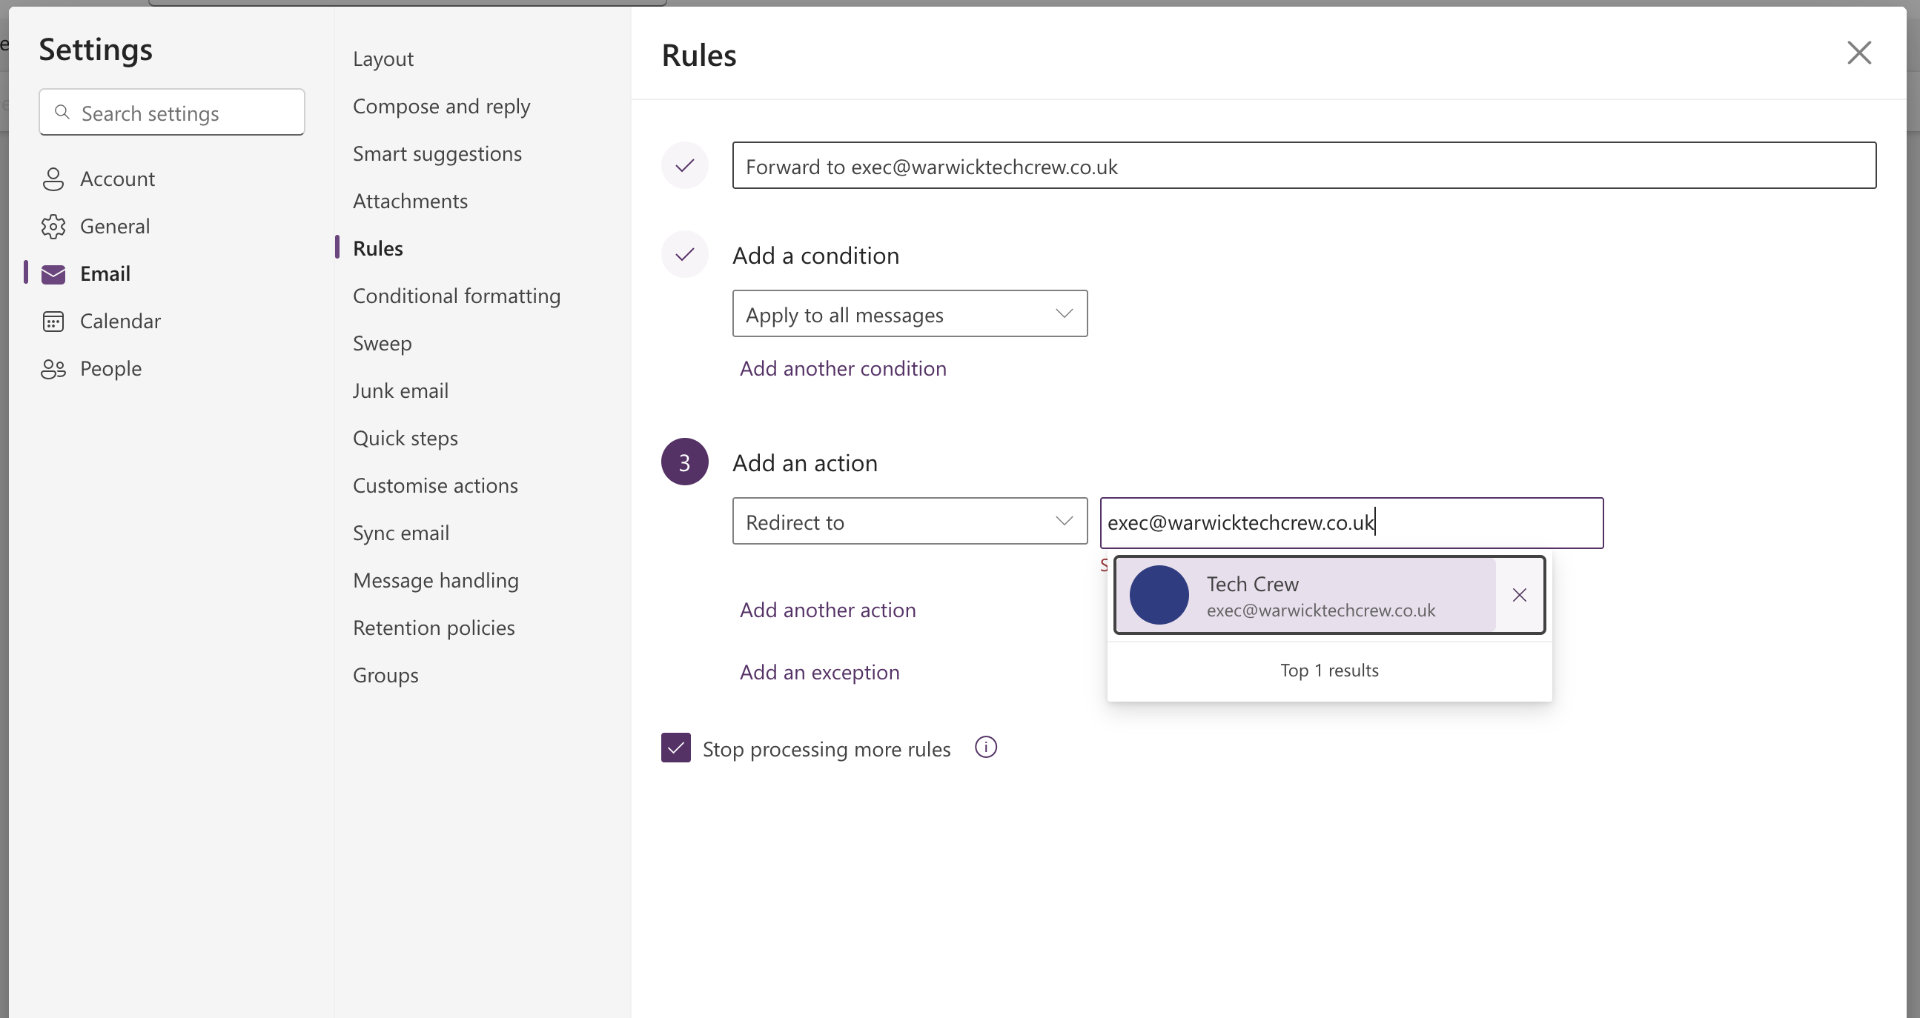 Settings
Search settings
Account
General
Email
Calendar
People
Layout
Compose and reply
Smart suggestions
Attachments
Rules
Conditional formatting
Sweep
Junk email
Quick steps
Customise actions
Sync email
Message handling
Retention policies
Groups
Rules
Forward to exec@warwicktechcrew.co.uk
Add a condition
Apply to all messages
Add another condition
3 Add an action
Redirect to
exec@warwicktechcrew.co.uk
Tech Crew
exec@warwicktechcrew.co.uk
Top 1 results
Add another action
Add an exception
Stop processing more rules